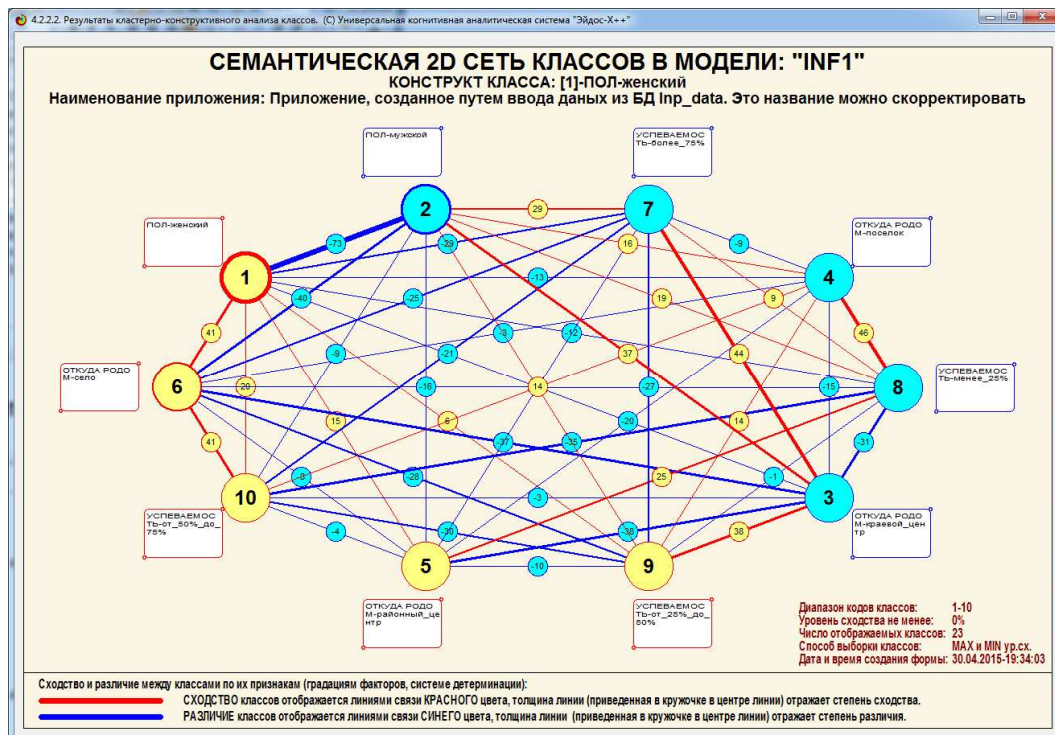 4.2.2.2. Результаты кластерно-конструктивного анализа классов. (C) Универсальная когнитивная аналитическая система "Эйдос-X++"
СЕМАНТИЧЕСКАЯ 2D СЕТЬ КЛАССОВ В МОДЕЛИ: "INF1"
КОНСТРУКТ КЛАССА: [1]-ПОЛ-женский
Наименование приложения: Приложение, созданное путем ввода даных из БД Inp_data. Это название можно скорректировать
ПОЛ-мужской
УСПЕВАЕМОС
ТЬ-более_75%
2
29
7
ПОЛ-женский
ОТКУДА РОДО
М-поселок
-73
-29
16
-9
1
-13
4
-40
-25
19
9
41
-3
-12
46
-9
-21
37
44
ОТКУДА РОДО
М-село
УСПЕВАЕМОС
ТЬ-менее_25%
6
20
-16
14
-27
-15
8
15
6
-20
14
41
-37
-35
-31
-8
-28
25
-1
10
-3
3
УСПЕВАЕМОС
ТЬ-от_50%_до_
75%
ОТКУДА РОДО
М-краевой_це
нтр
-4
-30
-38
38
5
-10
9
ОТКУДА РОДО
М-районный_це
нтр
УСПЕВАЕМОС
ТЬ-от_25%_до_
50%
Диапазон кодов классов: 1-10
Уровень сходства не менее: 0%
Число отображаемых классов: 23
Способ выборки классов: MAX и MIN ур.сх.
Дата и время создания формы: 30.04.2015-19:34:03
Сходство и различие между классами по их признакам (градациям факторов, системе детерминации):
СХОДСТВО классов отображается линиями связи КРАСНОГО цвета, толщина линии (приведенная в кружочке в центре линии) отражает степень сходства.
РАЗЛИЧИЕ классов отображается линиями связи СИНЕГО цвета, толщина линии (приведенная в кружочке в центре линии) отражает степень различия.